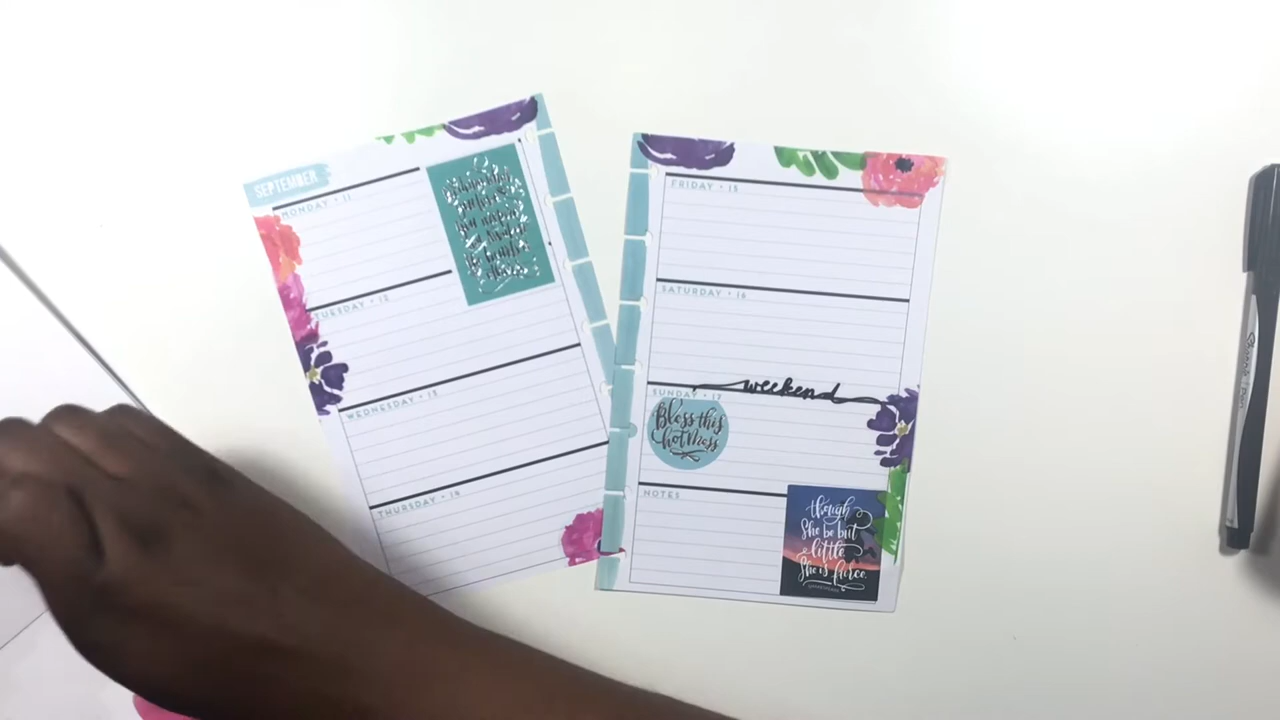 SEPTEMBER
MONDAY • 11
TUESDAY • 12
WEDNESDAY • 13
THURSDAY • 14
FRIDAY • 15
SATURDAY • 16
weekend
SUNDAY • 17
Bless this
hot mess
NOTES
though
She be but
little
She is fierce.